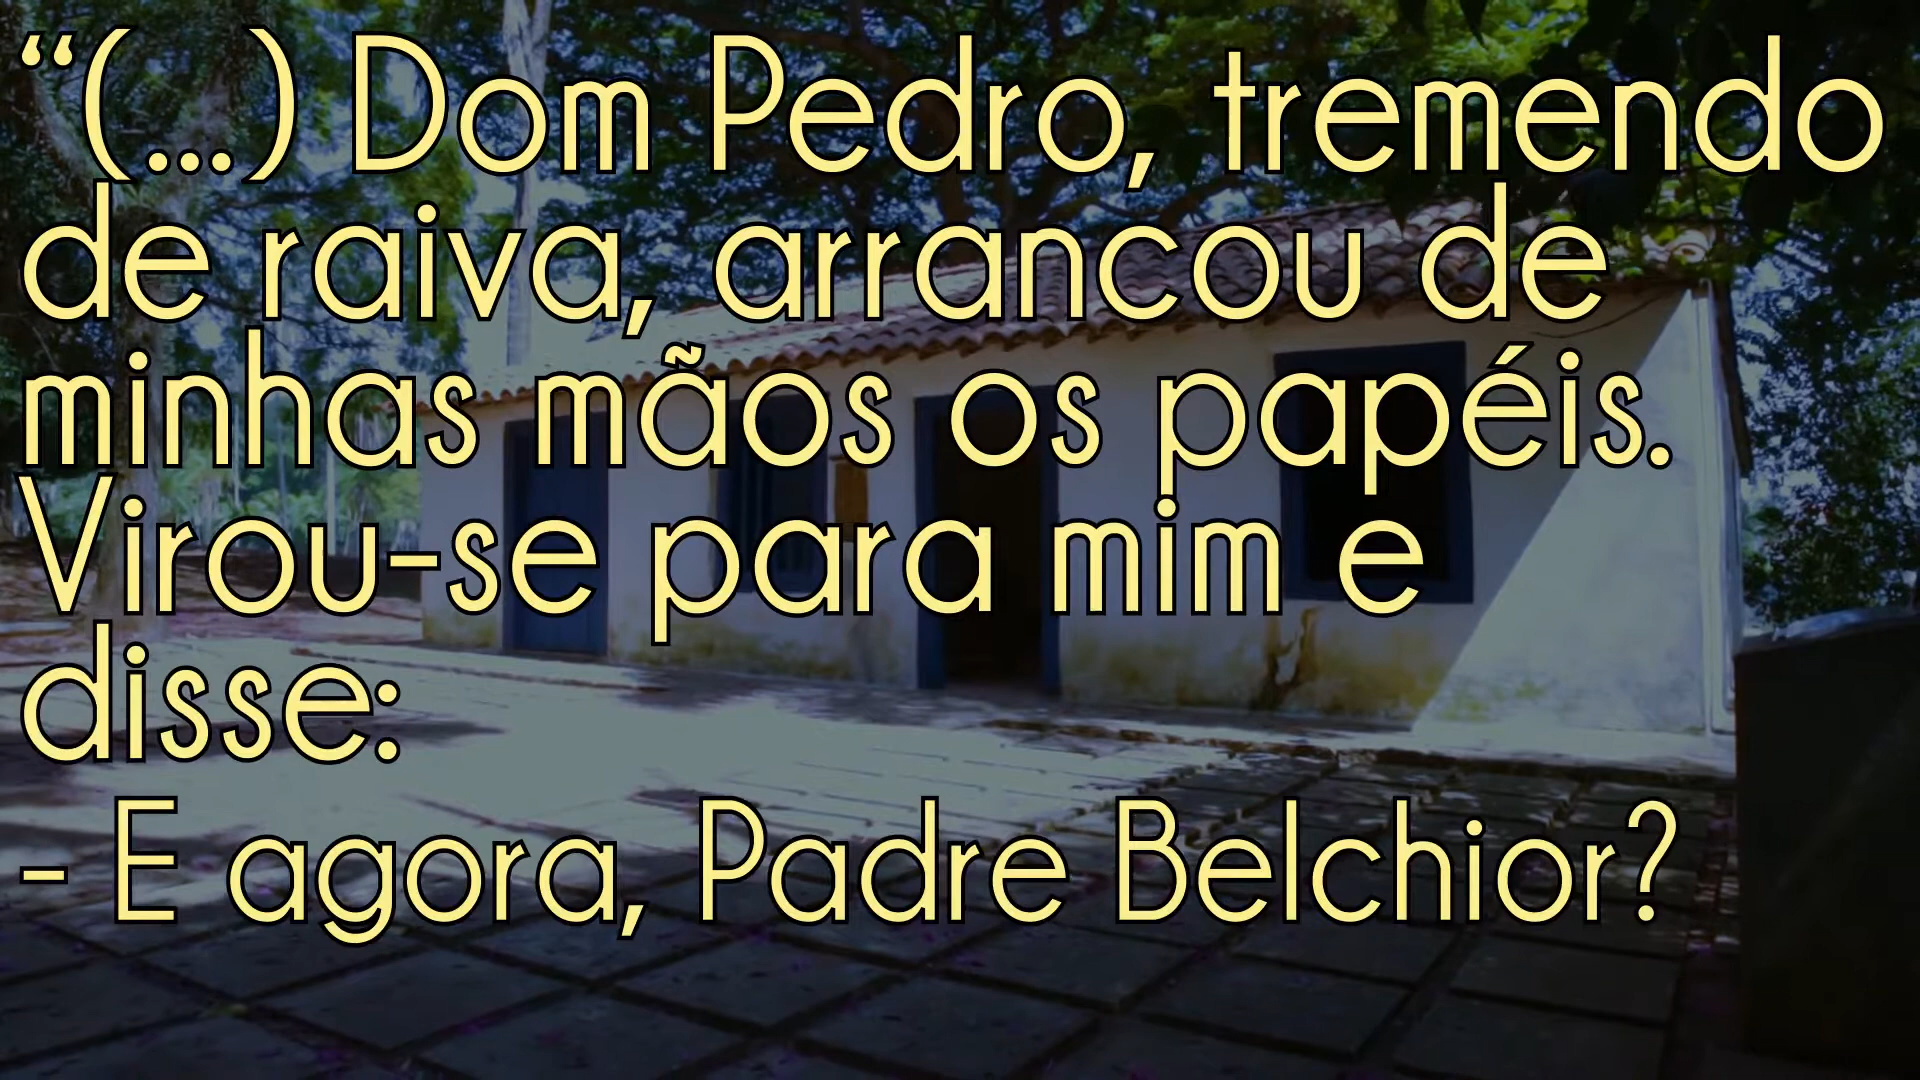 “(...) Dom Pedro, tremendo
de raiva, arrancou de
minhas mãos os papéis.
Virou-se para mim e
disse:
- E agora, Padre Belchior?